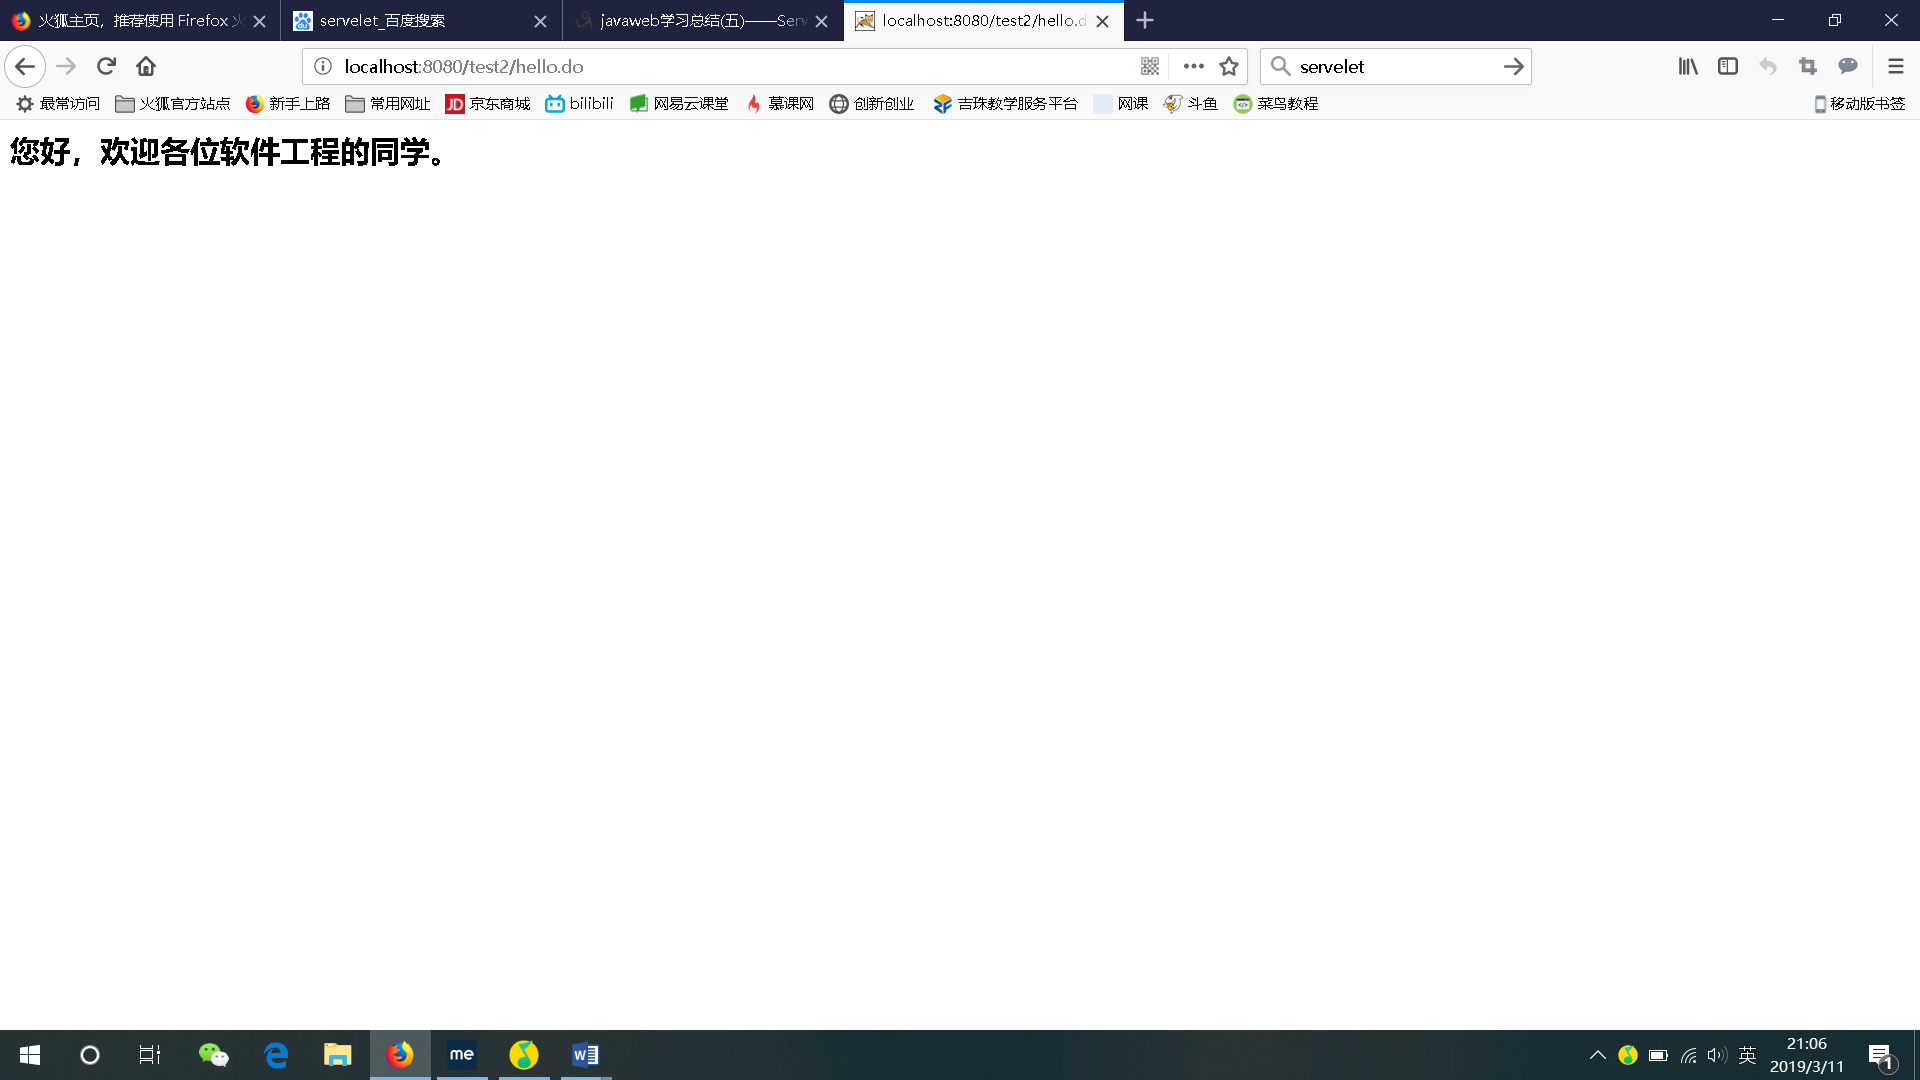 火狐主页，推荐使用 Firefox 火
servelet_百度搜索
javaweb学习总结(五)——Serv
localhost:8080/test2/hello.d
localhost:8080/test2/hello.do
servelet
最常访问
火狐官方站点
新手上路
常用网址
JD 京东商城
bilibili
网易云课堂
慕课网
创新创业
吉珠教学服务平台
网课
斗鱼
菜鸟教程
移动版书签
您好，欢迎各位软件工程的同学。
me
英
21:06
2019/3/11
1